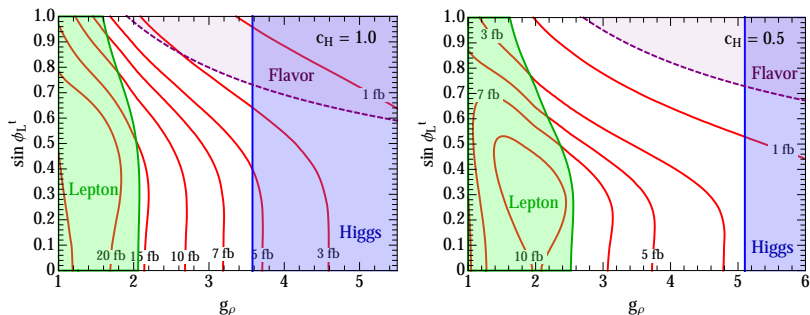 1.0
0.9
0.8
0.7
0.6
0.5
0.4
0.3
0.2
0.1
0
sin ϕL t
c_H = 1.0
Flavor
1 fb
Lepton
Higgs
20 fb 15 fb 10 fb 7 fb 5 fb 3 fb
1 2 3 4 5
gρ
1.0
0.9
0.8
0.7
0.6
0.5
0.4
0.3
0.2
0.1
0
sin ϕL t
3 fb
c_H = 0.5
Flavor
7 fb
1 fb
Lepton
Higgs
10 fb 5 fb
1 2 3 4 5 6
gρ